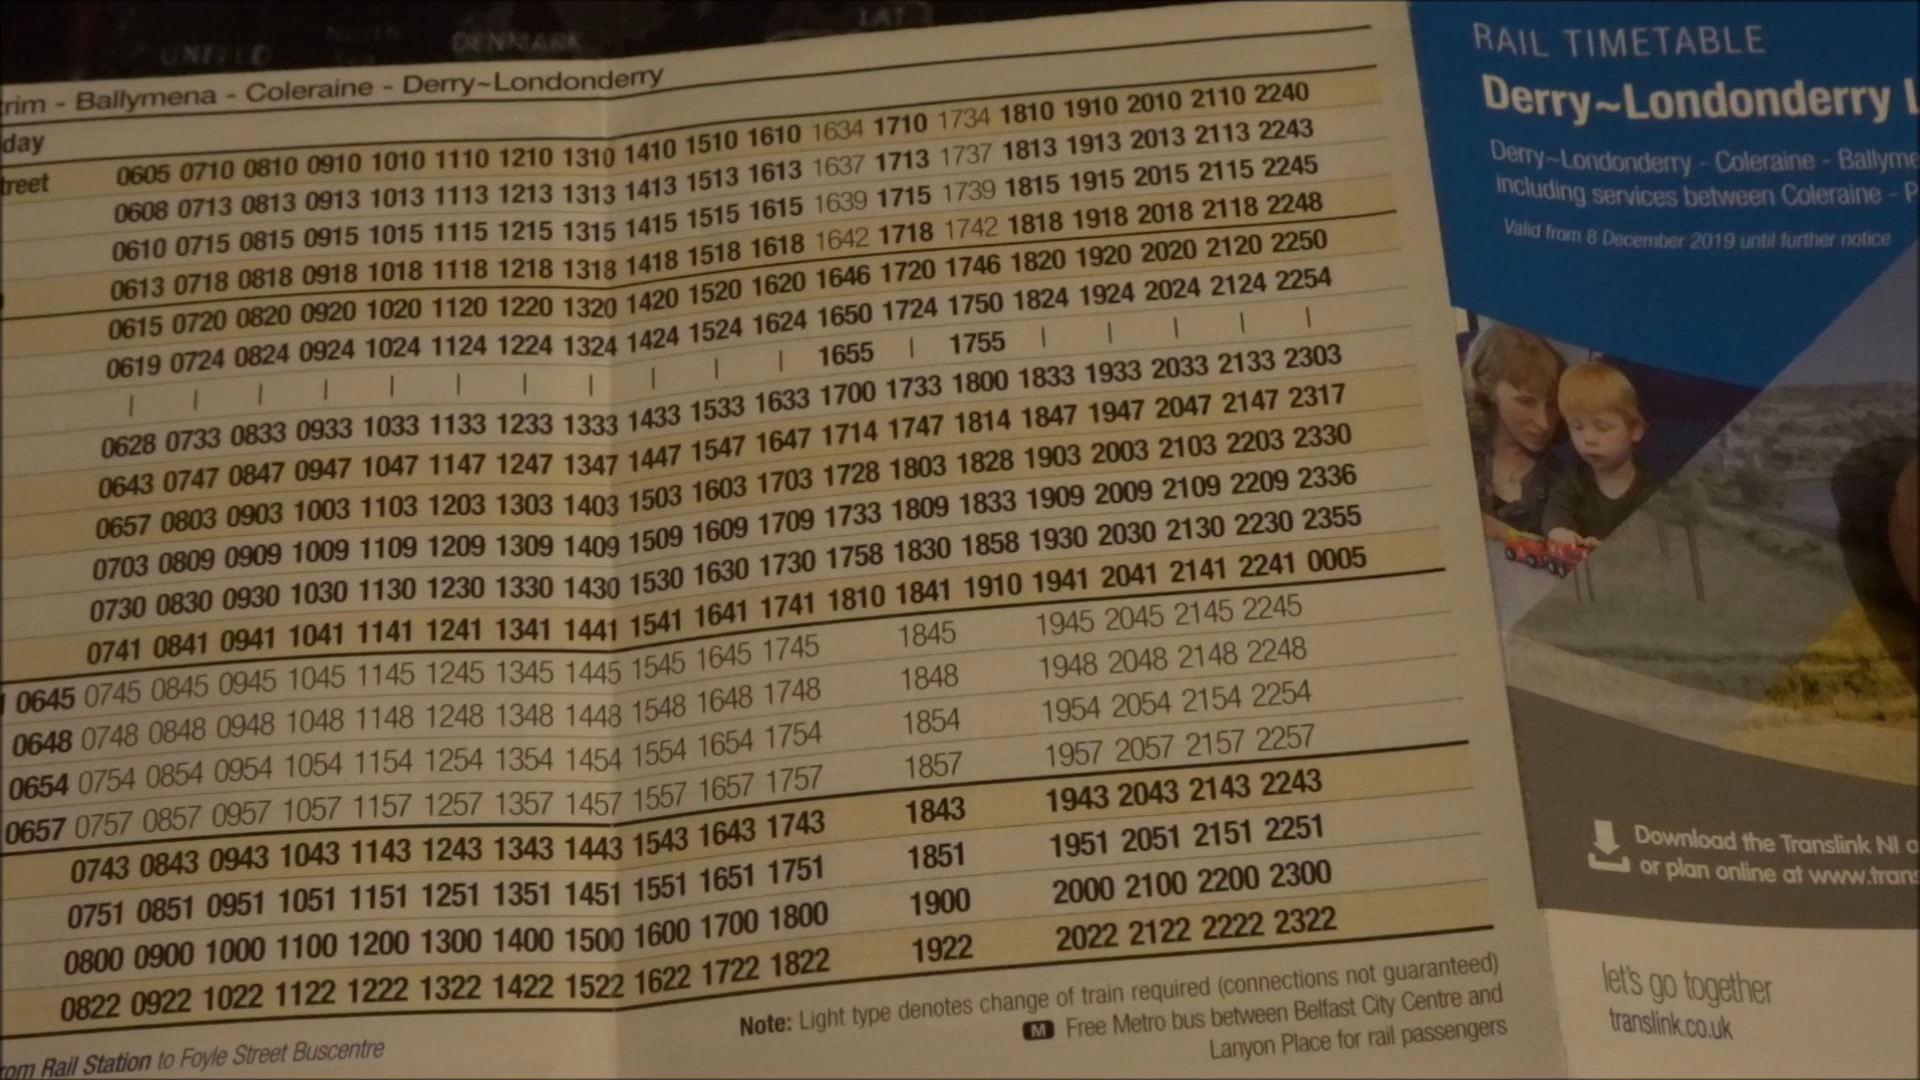 UNITED
North
Sea
DENMARK
LAT
trim - Ballymena - Coleraine - Derry~Londonderry
day
treet 0605 0710 0810 0910 1010 1110 1210 1310 1410 1510 1610 1634 1710 1734 1810 1910 2010 2110 2240
0608 0713 0813 0913 1013 1113 1213 1313 1413 1513 1613 1637 1713 1737 1813 1913 2013 2113 2243
0610 0715 0815 0915 1015 1115 1215 1315 1415 1515 1615 1639 1715 1739 1815 1915 2015 2115 2245
0613 0718 0818 0918 1018 1118 1218 1318 1418 1518 1618 1642 1718 1742 1818 1918 2018 2118 2248
0615 0720 0820 0920 1020 1120 1220 1320 1420 1520 1620 1646 1720 1746 1820 1920 2020 2120 2250
0619 0724 0824 0924 1024 1124 1224 1324 1424 1524 1624 1650 1724 1750 1824 1924 2024 2124 2254
| | | | | | | | | | | 1655 | 1755 | | | | |
0628 0733 0833 0933 1033 1133 1233 1333 1433 1533 1633 1700 1733 1800 1833 1933 2033 2133 2303
0643 0747 0847 0947 1047 1147 1247 1347 1447 1547 1647 1714 1747 1814 1847 1947 2047 2147 2317
0657 0803 0903 1003 1103 1203 1303 1403 1503 1603 1703 1728 1803 1828 1903 2003 2103 2203 2330
0703 0809 0909 1009 1109 1209 1309 1409 1509 1609 1709 1733 1809 1833 1909 2009 2109 2209 2336
0730 0830 0930 1030 1130 1230 1330 1430 1530 1630 1730 1758 1830 1858 1930 2030 2130 2230 2355
0741 0841 0941 1041 1141 1241 1341 1441 1541 1641 1741 1810 1841 1910 1941 2041 2141 2241 0005
0645 0745 0845 0945 1045 1145 1245 1345 1445 1545 1645 1745 1845 1945 2045 2145 2245
0648 0748 0848 0948 1048 1148 1248 1348 1448 1548 1648 1748 1848 1948 2048 2148 2248
0654 0754 0854 0954 1054 1154 1254 1354 1454 1554 1654 1754 1854 1954 2054 2154 2254
0657 0757 0857 0957 1057 1157 1257 1357 1457 1557 1657 1757 1857 1957 2057 2157 2257
0743 0843 0943 1043 1143 1243 1343 1443 1543 1643 1743 1843 1943 2043 2143 2243
0751 0851 0951 1051 1151 1251 1351 1451 1551 1651 1751 1851 1951 2051 2151 2251
0800 0900 1000 1100 1200 1300 1400 1500 1600 1700 1800 1900 2000 2100 2200 2300
0822 0922 1022 1122 1222 1322 1422 1522 1622 1722 1822 1922 2022 2122 2222 2322
Note: Light type denotes change of train required (connections not guaranteed)
M Free Metro bus between Belfast City Centre and
Lanyon Place for rail passengers
rom Rail Station to Foyle Street Buscentre
RAIL TIMETABLE
Derry~Londonderry L
Derry~Londonderry - Coleraine - Ballyme
including services between Coleraine - P
Valid from 8 December 2019 until further notice
Download the Translink NI a
or plan online at www.trans
let's go together
translink.co.uk